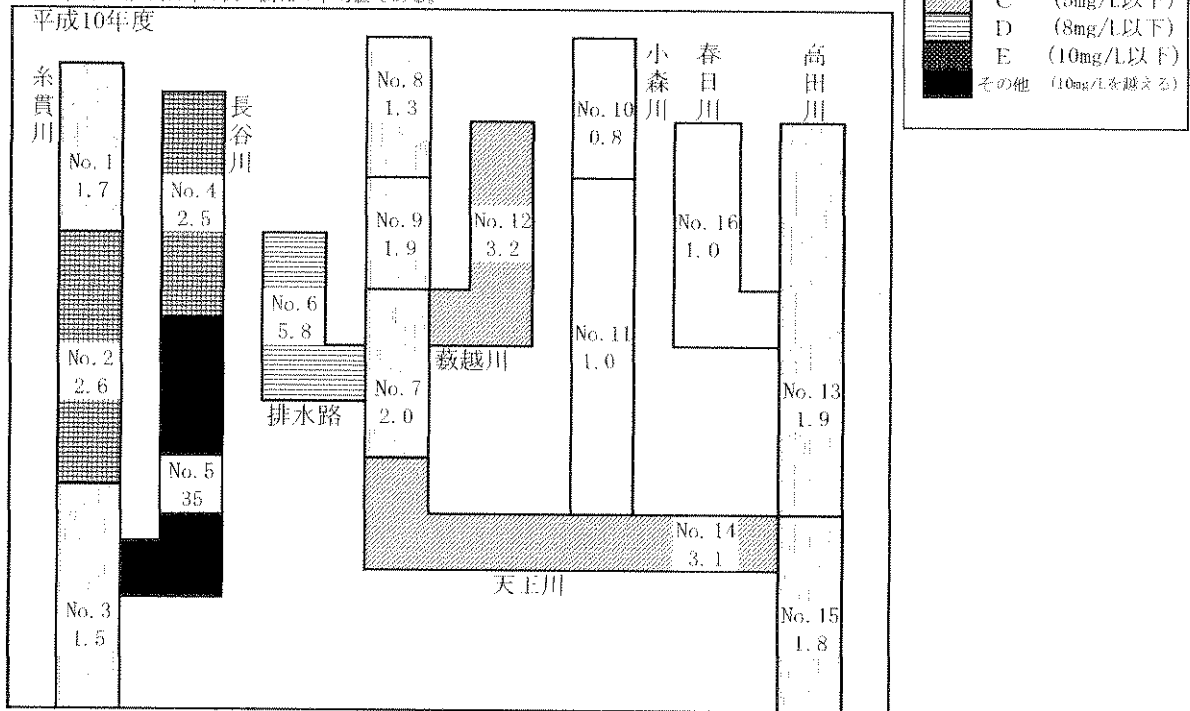 平成10年度
C (5mg/L以下)
D (8mg/L以下)
E (10mg/L以下)
その他 (10mg/Lを越える)
糸貫川
長谷川
小森川
春日川
高田川
No. 8
1.3
No. 10
0.8
No. 1
1.7
No. 4
2.5
No. 9
1.9
No. 12
3.2
No. 16
1.0
No. 6
5.8
No. 11
1.0
藪越川
No. 2
2.6
No. 7
2.0
No. 13
1.9
排水路
No. 5
35
No. 14
3.1
天王川
No. 3
1.5
No. 15
1.8